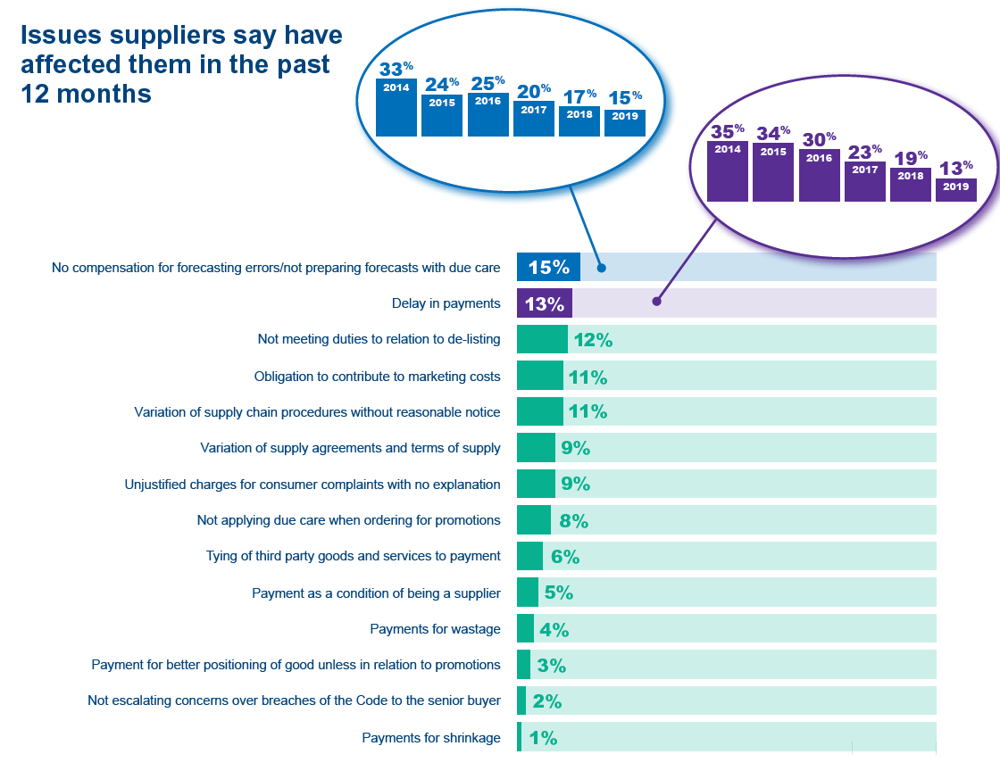 Issues suppliers say have
affected them in the past
12 months
33%
2014
24%
2015
25%
2016
20%
2017
17%
2018
15%
2019
35%
2014
34%
2015
30%
2016
23%
2017
19%
2018
13%
2019
No compensation for forecasting errors/not preparing forecasts with due care 15%
Delay in payments 13%
Not meeting duties to relation to de-listing 12%
Obligation to contribute to marketing costs 11%
Variation of supply chain procedures without reasonable notice 11%
Variation of supply agreements and terms of supply 9%
Unjustified charges for consumer complaints with no explanation 9%
Not applying due care when ordering for promotions 8%
Tying of third party goods and services to payment 6%
Payment as a condition of being a supplier 5%
Payments for wastage 4%
Payment for better positioning of good unless in relation to promotions 3%
Not escalating concerns over breaches of the Code to the senior buyer 2%
Payments for shrinkage 1%